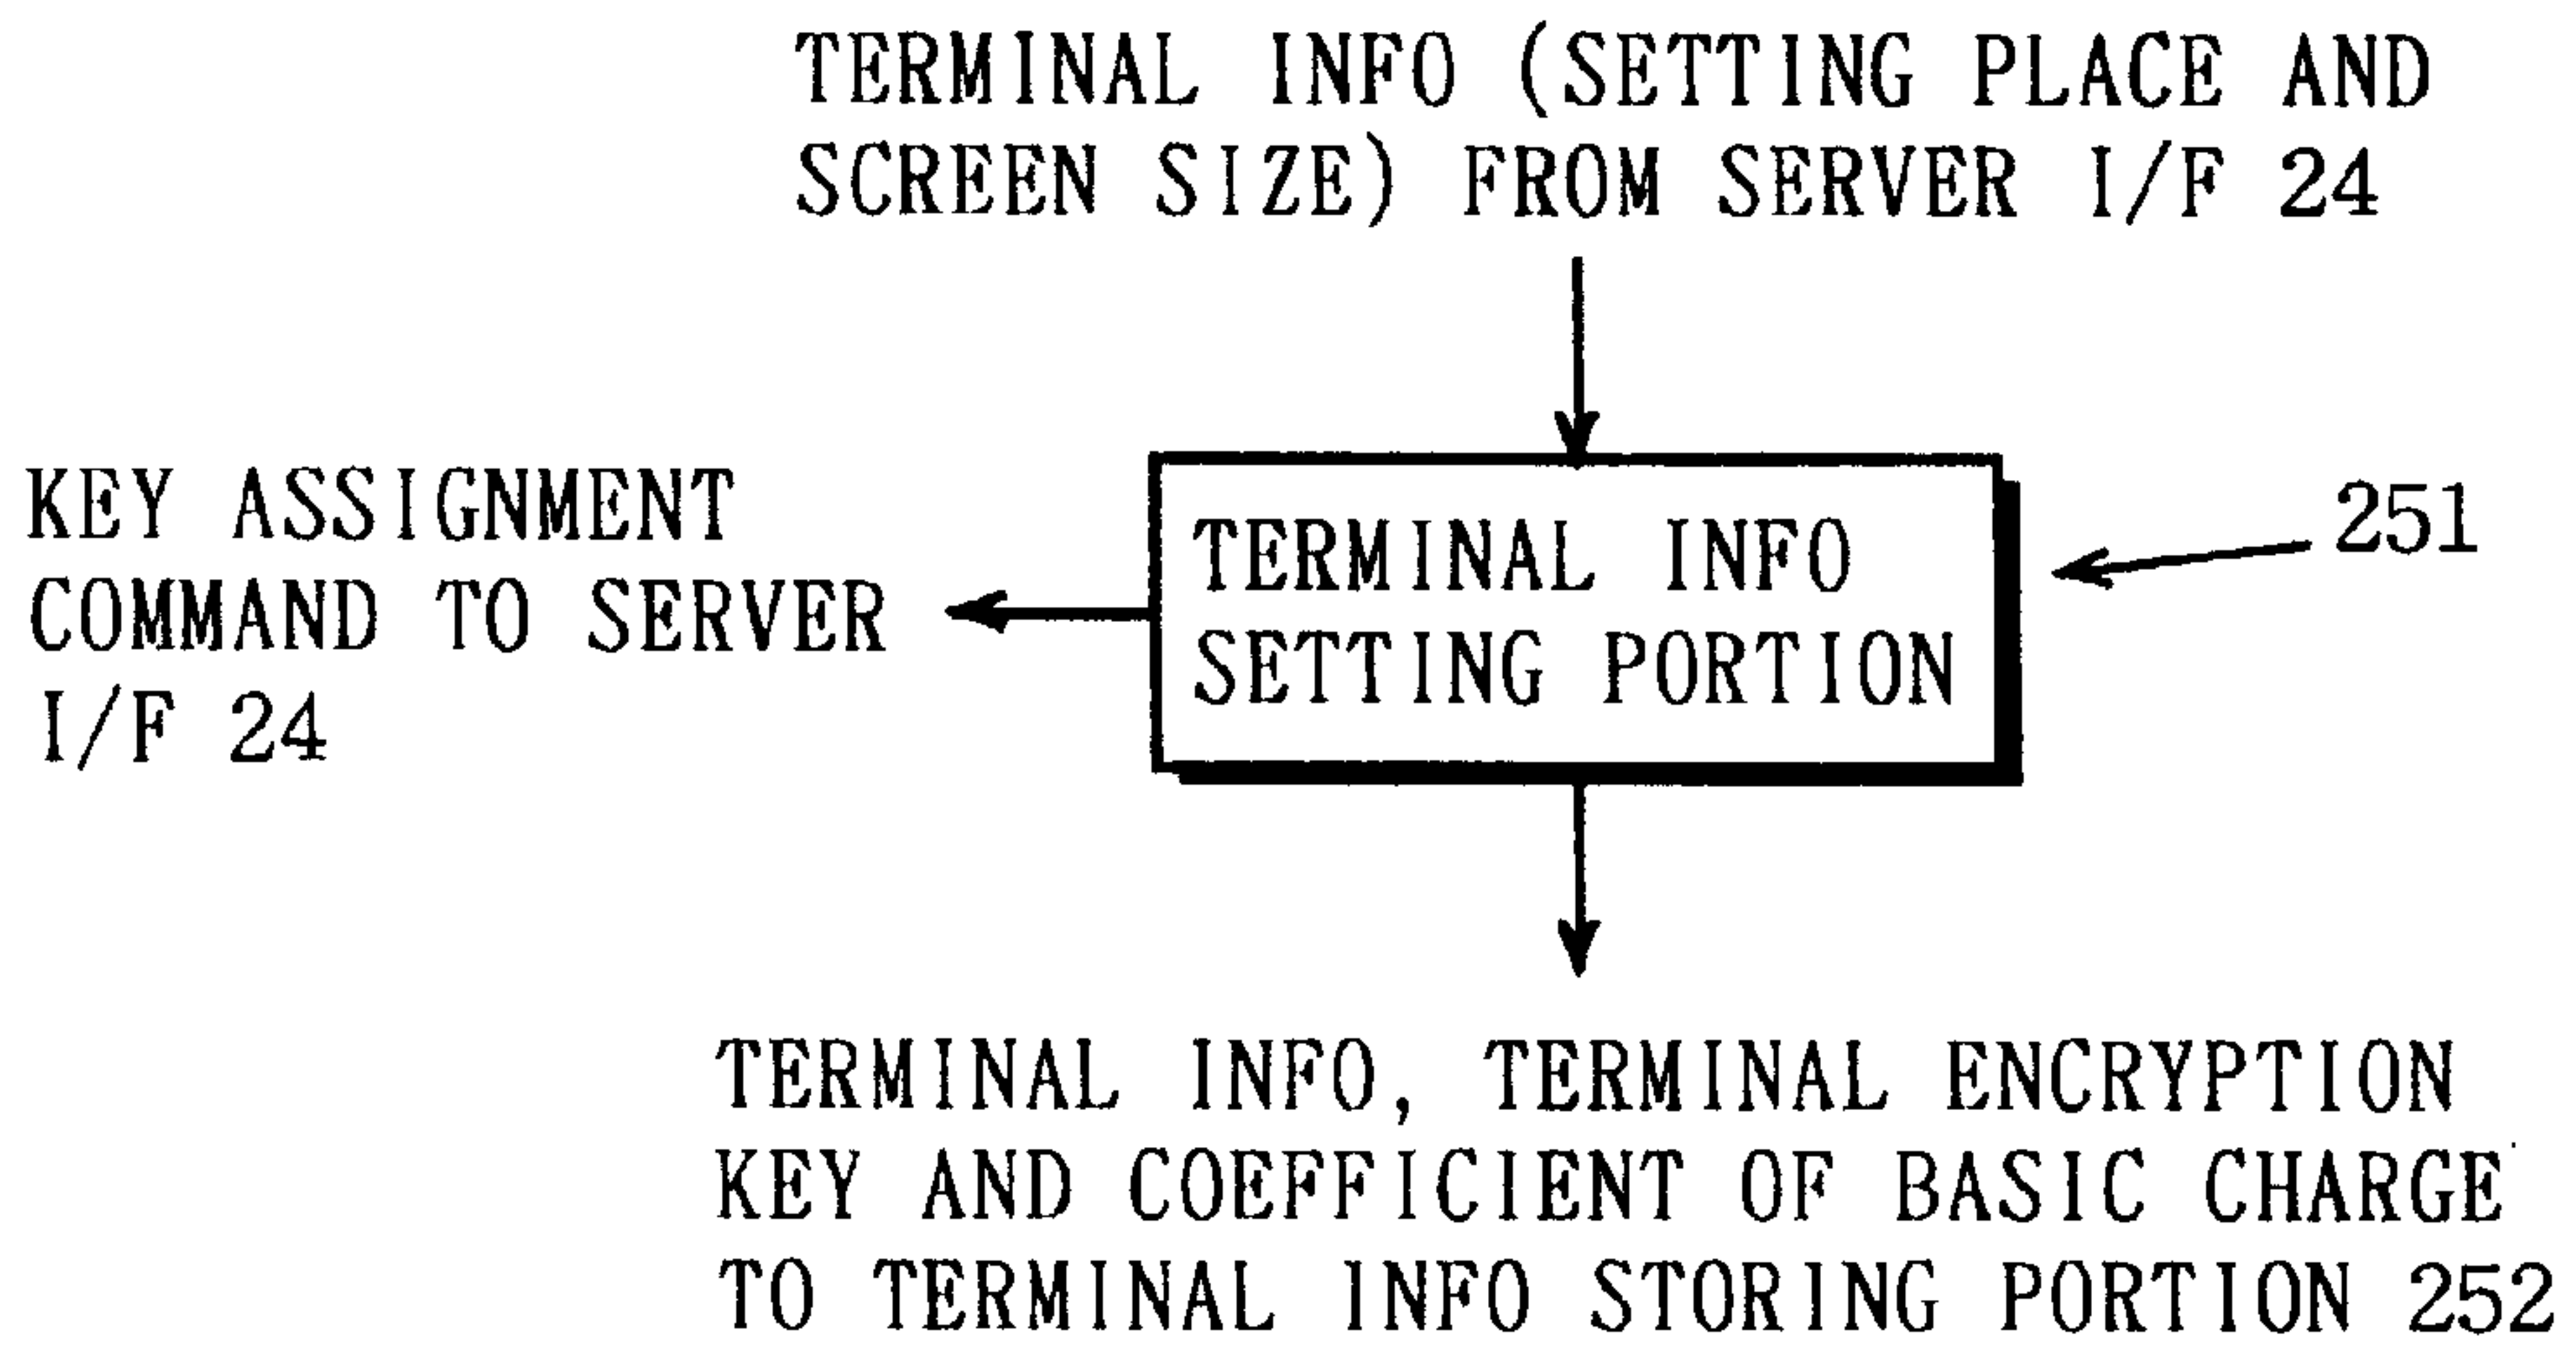 TERMINAL INFO (SETTING PLACE AND
SCREEN SIZE) FROM SERVER I/F 24
KEY ASSIGNMENT
COMMAND TO SERVER
I/F 24
TERMINAL INFO
SETTING PORTION
251
TERMINAL INFO, TERMINAL ENCRYPTION
KEY AND COEFFICIENT OF BASIC CHARGE
TO TERMINAL INFO STORING PORTION 252